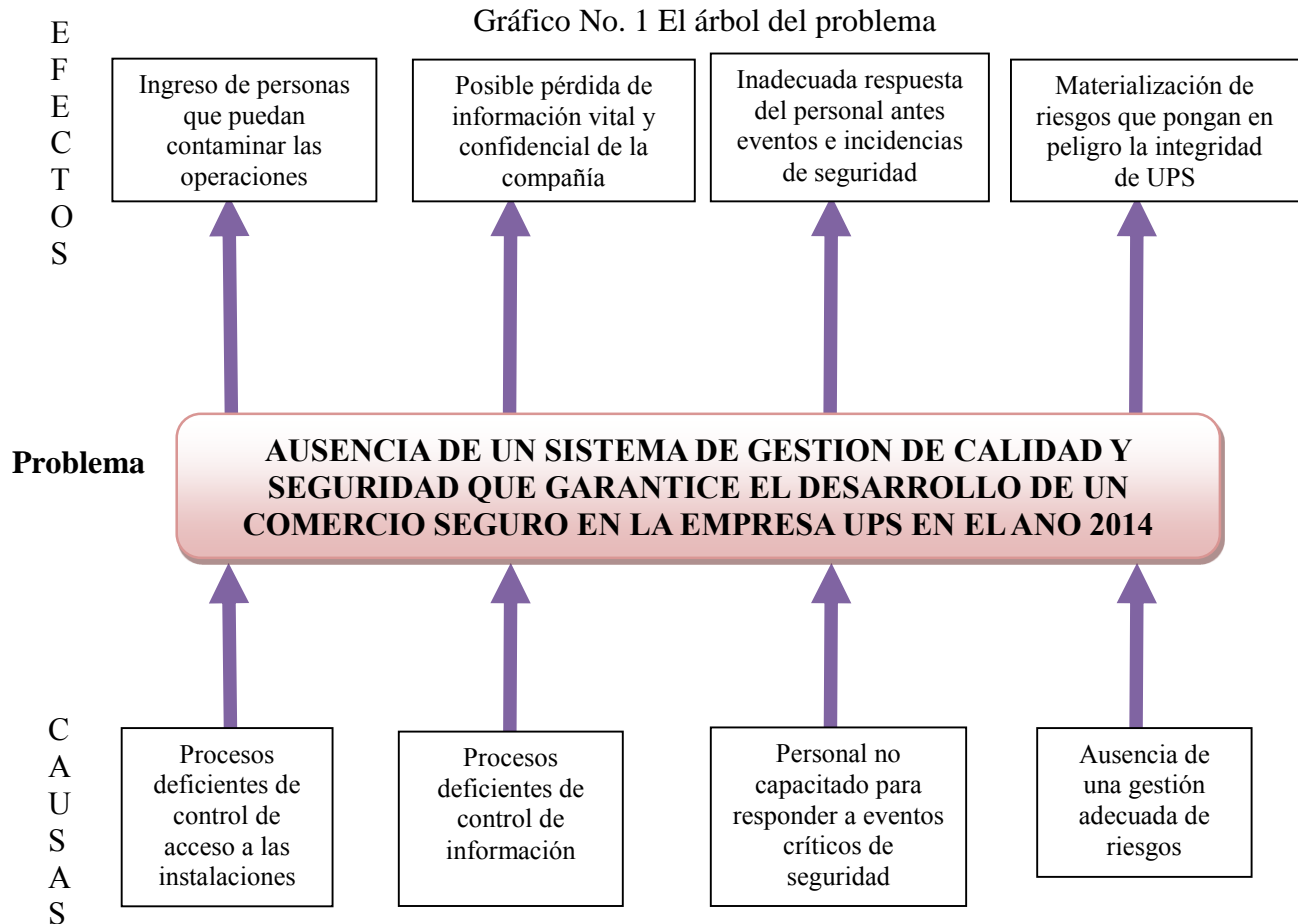 Gráfico No. 1 El árbol del problema
E
F
E
C
T
O
S
Ingreso de personas
que puedan
contaminar las
operaciones
Posible pérdida de
información vital y
confidencial de la
compañía
Inadecuada respuesta
del personal antes
eventos e incidencias
de seguridad
Materialización de
riesgos que pongan en
peligro la integridad
de UPS
Problema
AUSENCIA DE UN SISTEMA DE GESTION DE CALIDAD Y
SEGURIDAD QUE GARANTICE EL DESARROLLO DE UN
COMERCIO SEGURO EN LA EMPRESA UPS EN EL ANO 2014
C
A
U
S
A
S
Procesos
deficientes de
control de
acceso a las
instalaciones
Procesos
deficientes de
control de
información
Personal no
capacitado para
responder a eventos
críticos de
seguridad
Ausencia de
una gestión
adecuada de
riesgos